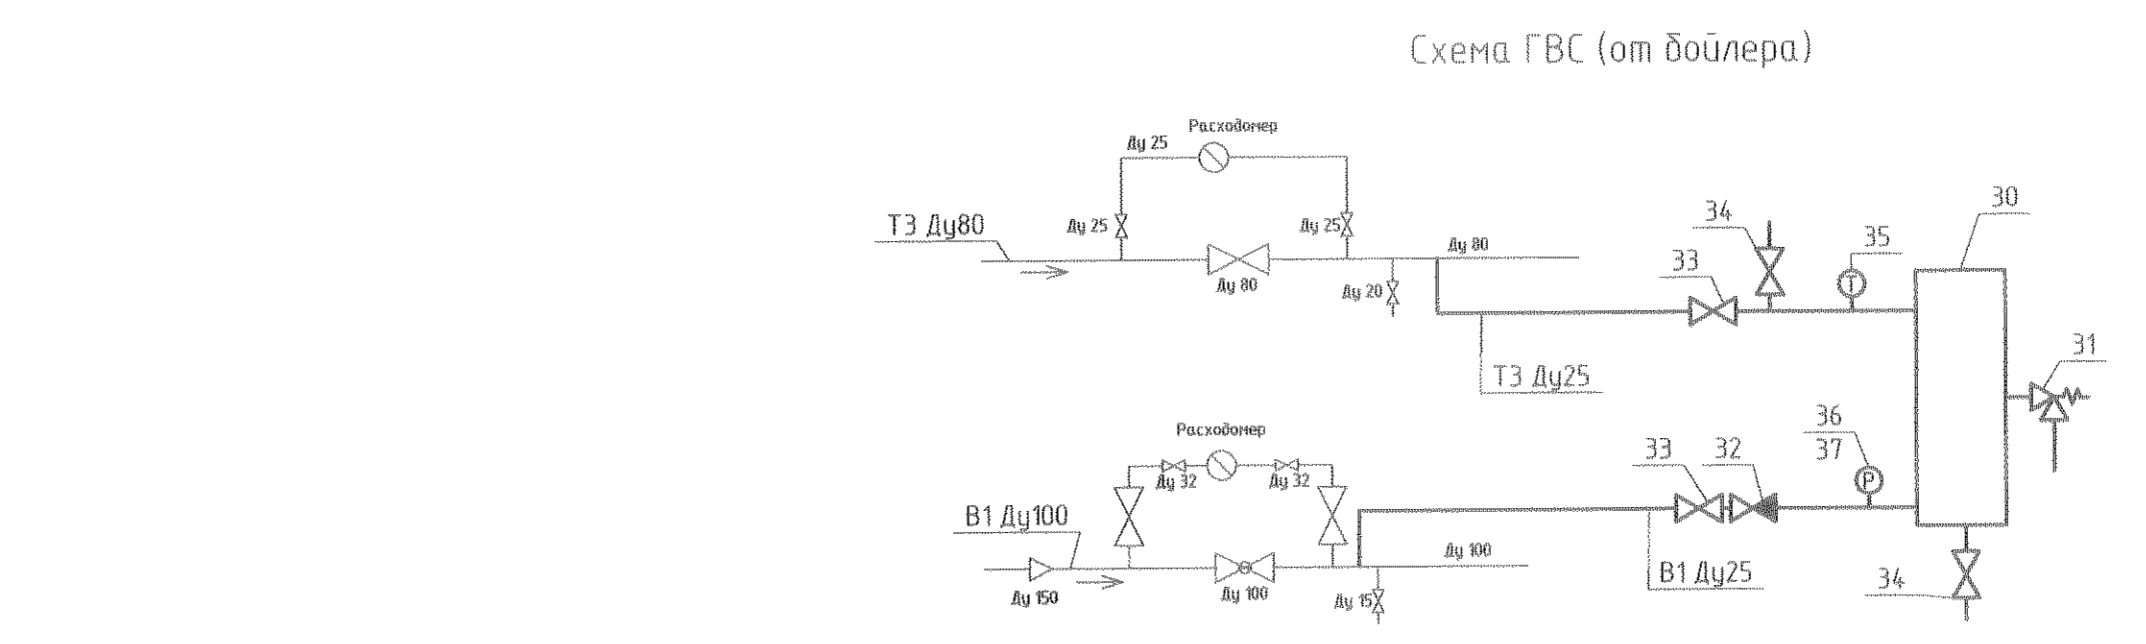 Схема ГВС (от бойлера)
Расходомер
Ду 25
Т3 Ду80
Ду 25
Ду 25
Ду 80
Ду 80
Ду 20
34
33
35
30
Т3 Ду25
31
Расходомер
Ду 32
Ду 32
36
37
33
32
В1 Ду100
Ду 150
Ду 100
Ду 100
Ду 15
В1 Ду25
34
T
P